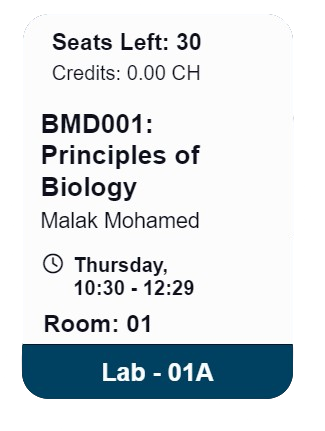 Seats Left: 30
Credits: 0.00 CH
BMD001:
Principles of
Biology
Malak Mohamed
Thursday,
10:30 - 12:29
Room: 01
Lab - 01A